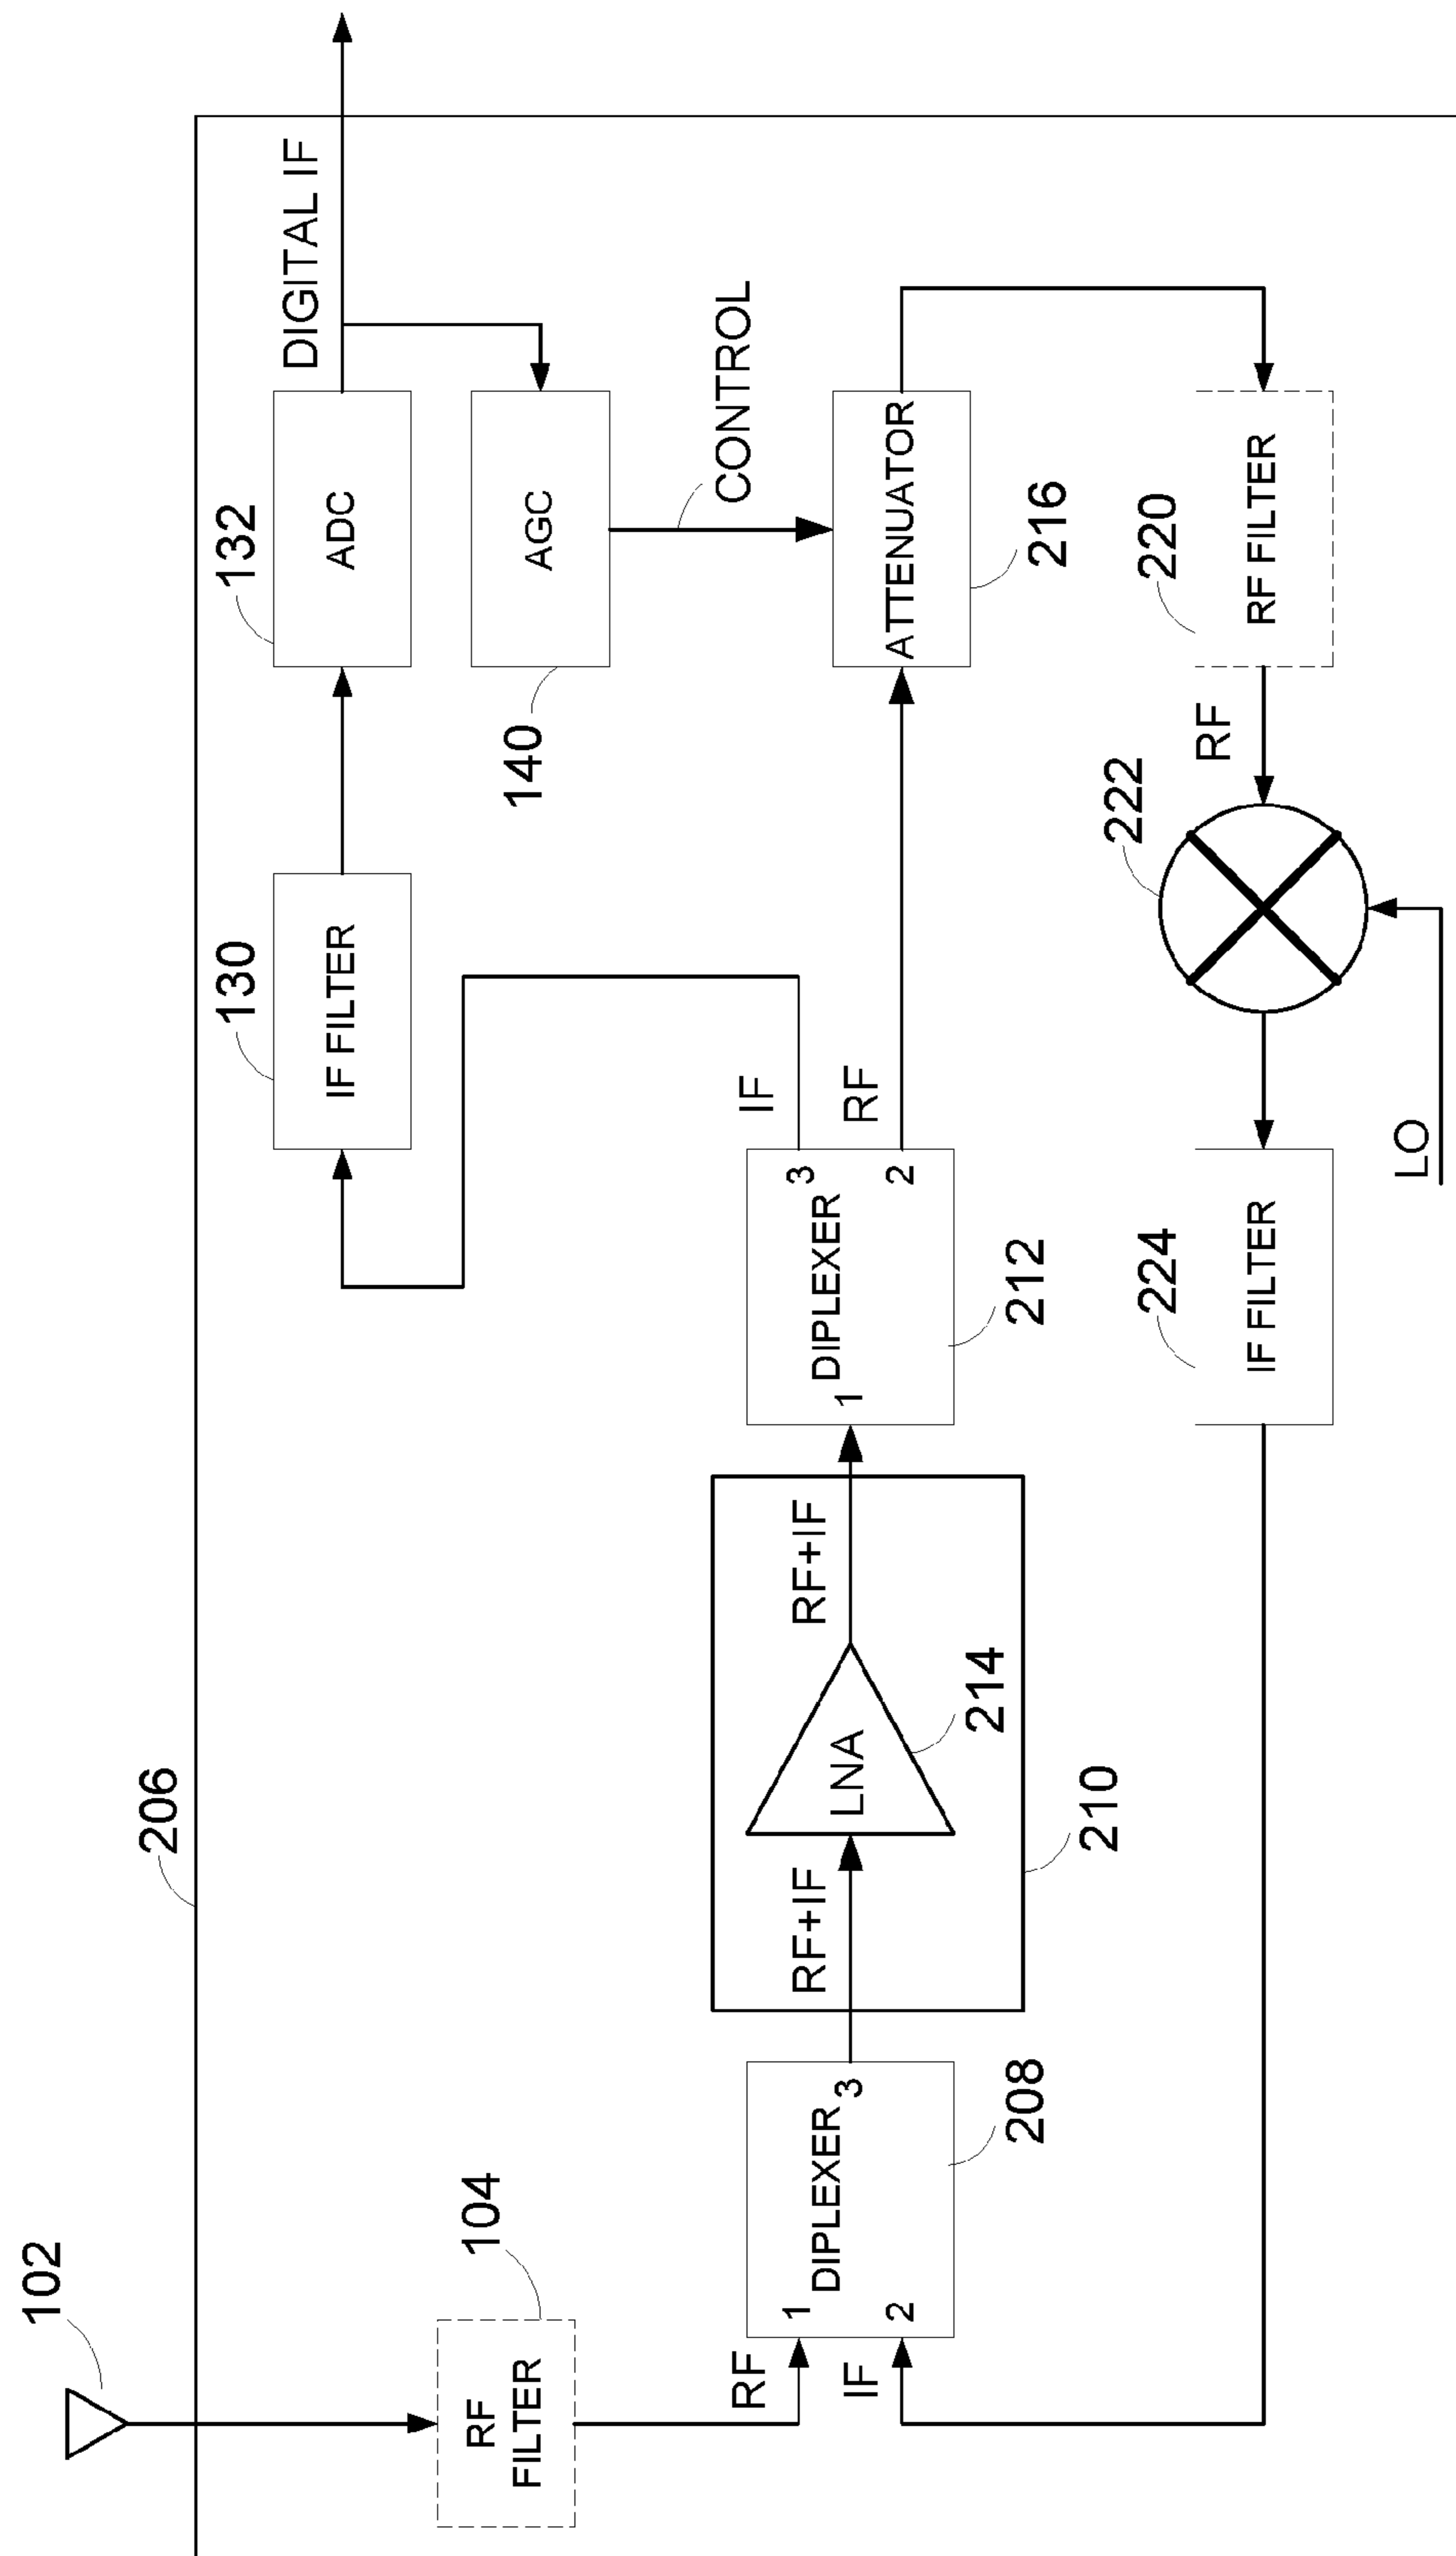 102
206
104
RF
FILTER
RF
1
IF
2
DIPLEXER
3
208
RF+IF
LNA
214
RF+IF
210
1
DIPLEXER
3
2
212
IF
RF
130
IF FILTER
132
ADC
DIGITAL IF
140
AGC
CONTROL
ATTENUATOR
216
220
RF FILTER
RF
222
LO
224
IF FILTER